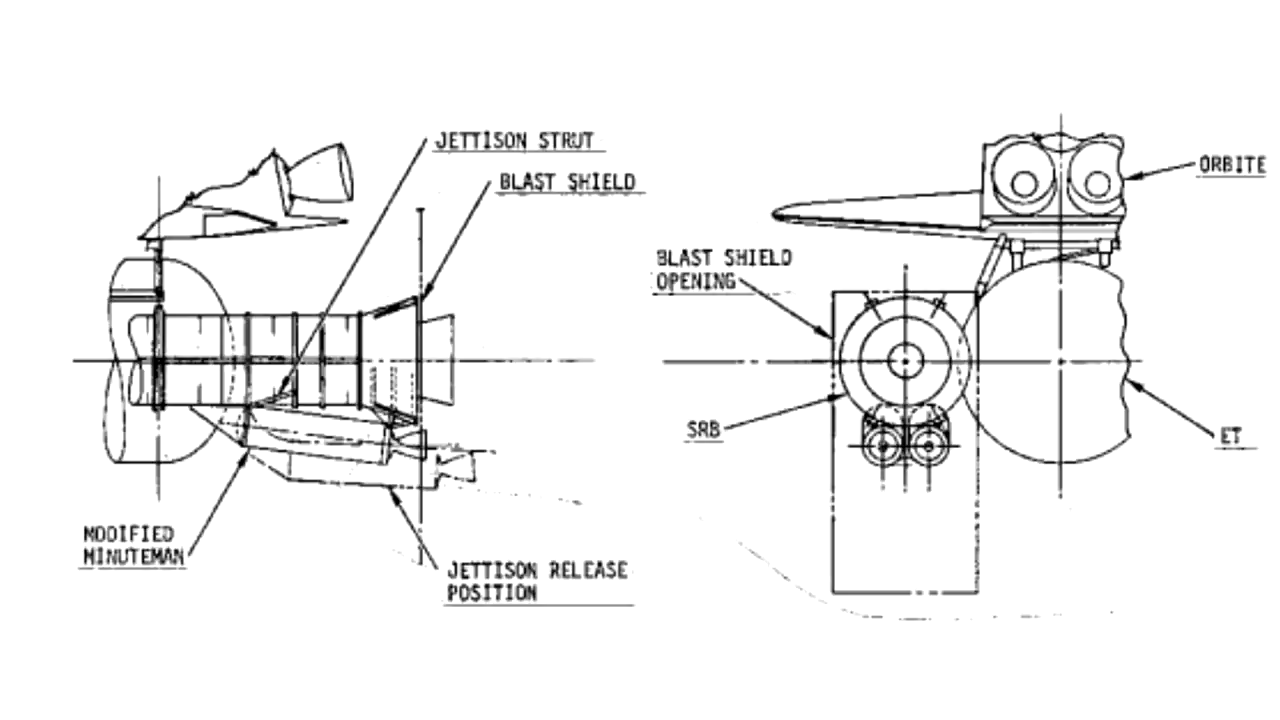 JETTISON STRUT
BLAST SHIELD
MODIFIED
MINUTEMAN
JETTISON RELEASE
POSITION
ORBITE
BLAST SHIELD
OPENING
SRB
ET